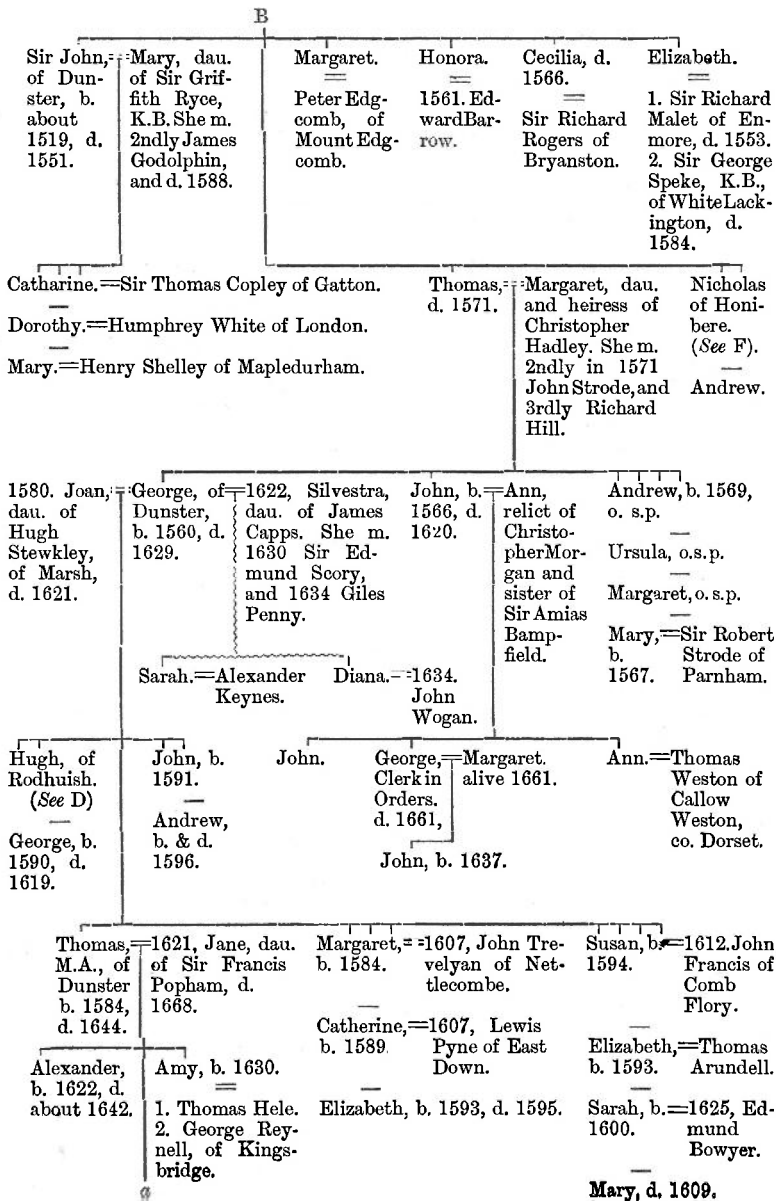 B
Sir John,== of Dunster, b. about 1519, d. 1551.
Mary, dau. of Sir Griffith Ryce, K.B. She m. 2ndly James Godolphin, and d. 1588.
Margaret.
=
Peter Edgcomb, of Mount Edgcomb.
Honora.
=
1561. Edward Barrow.
Cecilia, d. 1566.
=
Sir Richard Rogers of Bryanston.
Elizabeth.
=
1. Sir Richard Malet of Enmore, d. 1553.
2. Sir George Speke, K.B., of White Lackington, d. 1584.
Catharine.=Sir Thomas Copley of Gatton.
—
Dorothy.=Humphrey White of London.
—
Mary.=Henry Shelley of Mapledurham.
Thomas,== d. 1571.
Margaret, dau. and heiress of Christopher Hadley. She m. 2ndly in 1571 John Strode, and 3rdly Richard Hill.
Nicholas of Honibere. (See F).
—
Andrew.
1580. Joan,== dau. of Hugh Stewkley, of Marsh, d. 1621.
George, of== Dunster, b. 1560, d. 1629.
1622, Silvestra, dau. of James Capps. She m. 1630 Sir Edmund Scory, and 1634 Giles Penny.
John, b.== 1566, d. 1620.
Ann, relict of Christopher Morgan and sister of Sir Amias Bampfield.
Andrew, b. 1569, o. s.p.
—
Ursula, o.s.p.
—
Margaret, o. s.p.
—
Mary,= b. 1567.
Sir Robert Strode of Parnham.
Sarah.=Alexander Keynes.
Diana.==1634. John Wogan.
Hugh, of Rodhuish. (See D)
—
George, b. 1590, d. 1619.
John, b. 1591.
—
Andrew, b. & d. 1596.
John.
George,== Clerk in Orders. d. 1661,
Margaret. alive 1661.
John, b. 1637.
Ann.=Thomas Weston of Callow Weston, co. Dorset.
Thomas,== M.A., of Dunster b. 1584, d. 1644.
1621, Jane, dau. of Sir Francis Popham, d. 1668.
Margaret,== b. 1584.
1607, John Trevelyan of Nettlecombe.
—
Catherine,= b. 1589.
1607, Lewis Pyne of East Down.
—
Elizabeth, b. 1593, d. 1595.
Susan, b.= 1594.
1612. John Francis of Comb Flory.
—
Elizabeth,= b. 1593.
Thomas Arundell.
—
Sarah, b.= 1600.
1625, Edmund Bowyer.
—
Mary, d. 1609.
Alexander, b. 1622, d. about 1642.
Amy, b. 1630.
=
1. Thomas Hele.
2. George Reynell, of Kingsbridge.
a